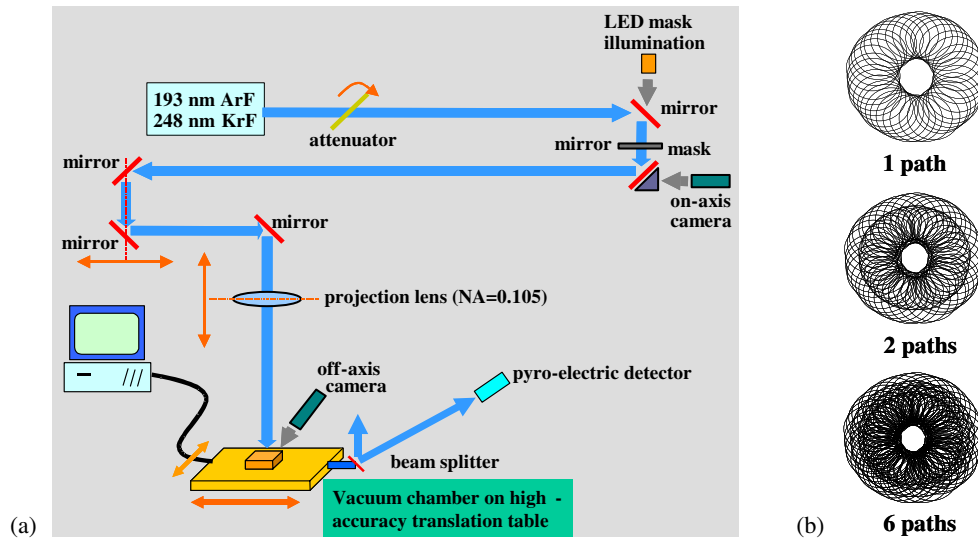 LED mask
illumination
193 nm ArF
248 nm KrF
attenuator
mirror
mirror
mask
mirror
on-axis
camera
mirror
mirror
projection lens (NA=0.105)
off-axis
camera
pyro-electric detector
beam splitter
Vacuum chamber on high -
accuracy translation table
(a)
1 path
2 paths
6 paths
(b)